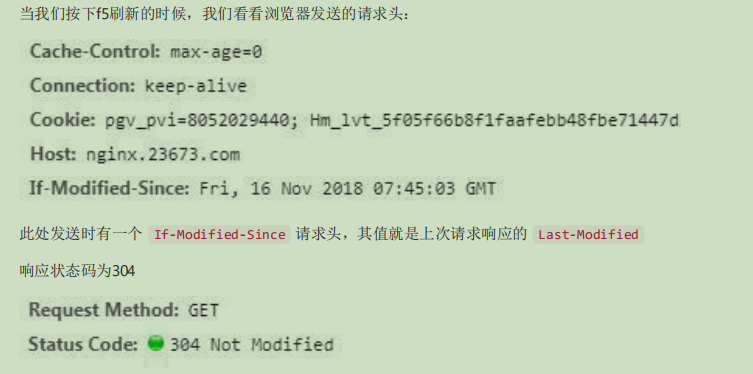 当我们按下f5刷新的时候，我们看看浏览器发送的请求头：
Cache-Control: max-age=0
Connection: keep-alive
Cookie: pgv_pvi=8052029440; Hm_lvt_5f05f66b8f1faafebb48fbe71447d
Host: nginx.23673.com
If-Modified-Since: Fri, 16 Nov 2018 07:45:03 GMT
此处发送时有一个 If-Modified-Since 请求头，其值就是上次请求响应的 Last-Modified
响应状态码为304
Request Method: GET
Status Code: 304 Not Modified